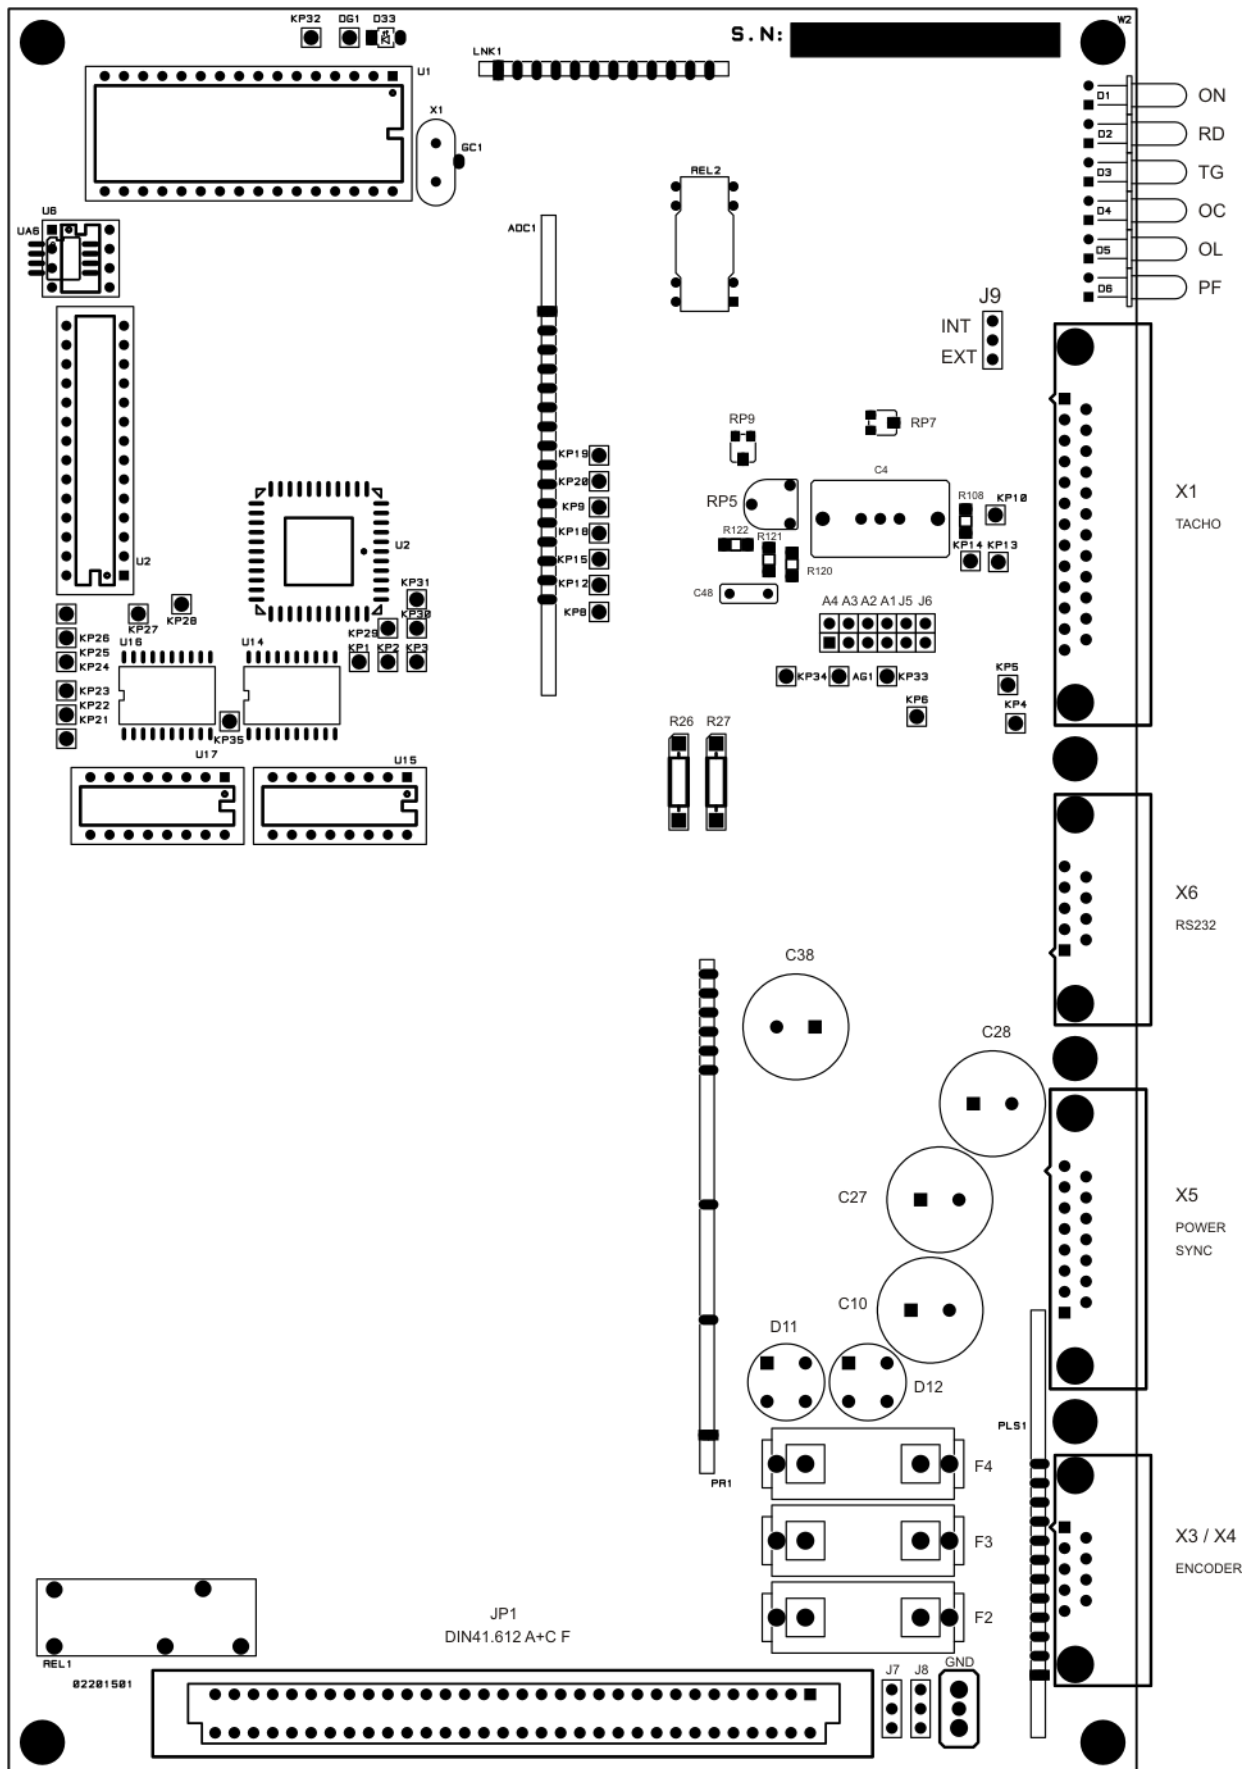 KP32 DG1 D33
S.N:
W2
LNK1
U1
X1
GC1
D1 ON
D2 RD
D3 TG
D4 OC
D5 OL
D6 PF
REL2
U6
UA6
ADC1
J9
INT
EXT
RP9
RP7
KP19
KP20
KP9
KP18
KP15
KP12
KP8
C4
RP5
R108
KP10
X1
TACHO
R122
R121
R120
KP14 KP13
C48
U2
U2
KP31
KP30
KP29
KP1 KP2 KP3
KP28
KP27
KP26
KP25
KP24
KP23
KP22
KP21
U16
U14
KP35
A4 A3 A2 A1 J5 J6
KP34 AG1 KP33
KP5
KP6
KP4
R26 R27
U17
U15
X6
RS232
C38
C28
C27
X5
POWER
SYNC
C10
D11
D12
PLS1
F4
PR1
F3
X3 / X4
ENCODER
F2
JP1
DIN41.612 A+C F
REL1
02201501
J7 J8 GND